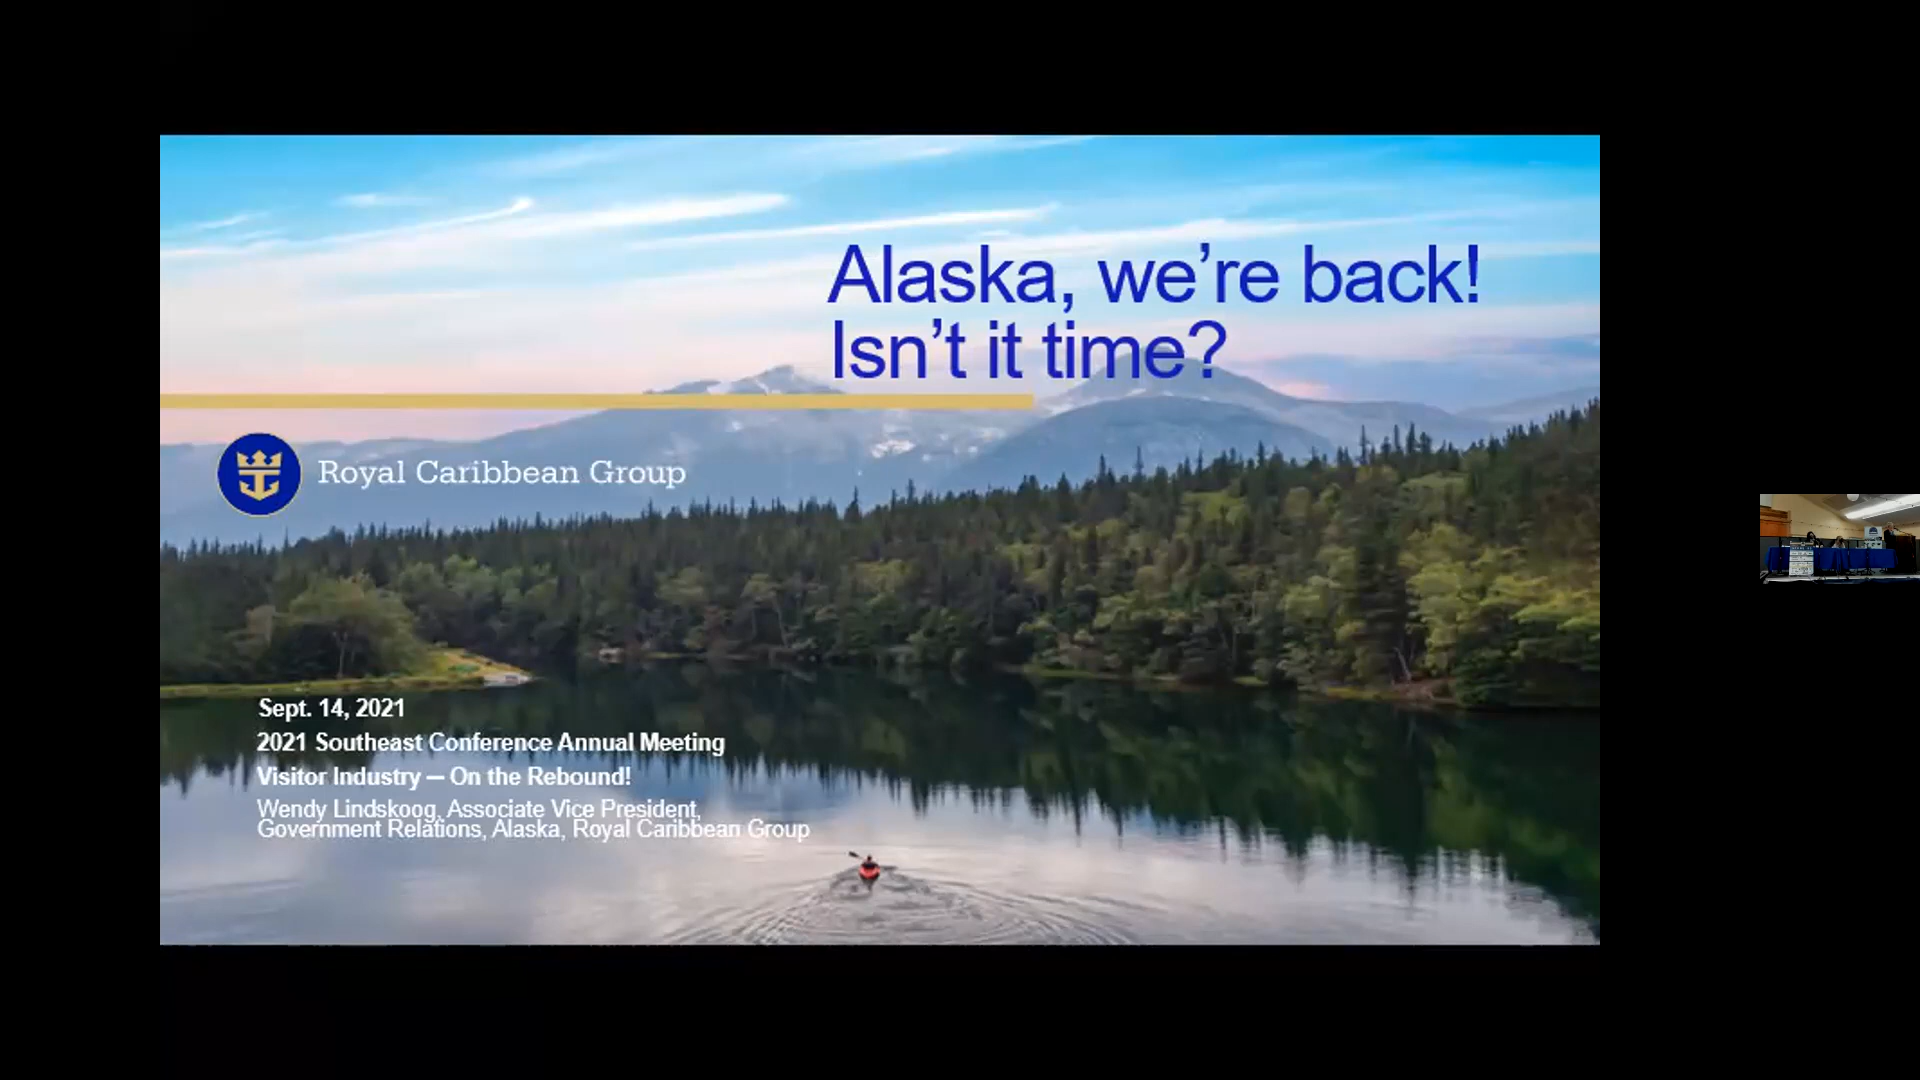 Alaska, we’re back!
Isn’t it time?
Royal Caribbean Group
Sept. 14, 2021
2021 Southeast Conference Annual Meeting
Visitor Industry — On the Rebound!
Wendy Lindskoog, Associate Vice President,
Government Relations, Alaska, Royal Caribbean Group